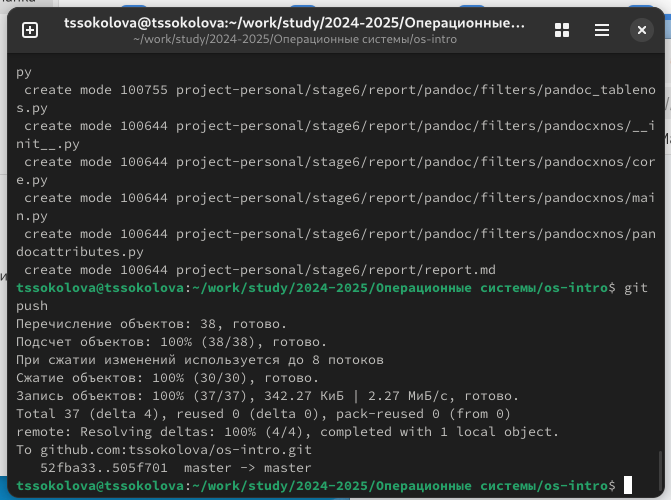 tssokolova@tssokolova:~/work/study/2024-2025/Операционные...
~/work/study/2024-2025/Операционные системы/os-intro
py
 create mode 100755 project-personal/stage6/report/pandoc/filters/pandoc_tableno
s.py
 create mode 100644 project-personal/stage6/report/pandoc/filters/pandocxnos/__i
nit__.py
 create mode 100644 project-personal/stage6/report/pandoc/filters/pandocxnos/cor
e.py
 create mode 100644 project-personal/stage6/report/pandoc/filters/pandocxnos/mai
n.py
 create mode 100644 project-personal/stage6/report/pandoc/filters/pandocxnos/pan
docattributes.py
 create mode 100644 project-personal/stage6/report/report.md
tssokolova@tssokolova:~/work/study/2024-2025/Операционные системы/os-intro$ git
push
Перечисление объектов: 38, готово.
Подсчет объектов: 100% (38/38), готово.
При сжатии изменений используется до 8 потоков
Сжатие объектов: 100% (30/30), готово.
Запись объектов: 100% (37/37), 342.27 КиБ | 2.27 МиБ/с, готово.
Total 37 (delta 4), reused 0 (delta 0), pack-reused 0 (from 0)
remote: Resolving deltas: 100% (4/4), completed with 1 local object.
To github.com:tssokolova/os-intro.git
   52fba33..505f701  master -> master
tssokolova@tssokolova:~/work/study/2024-2025/Операционные системы/os-intro$